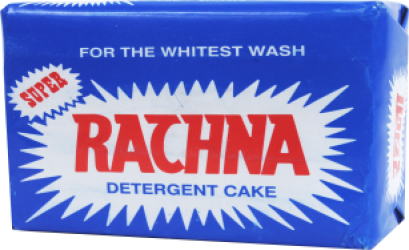 FOR THE WHITEST WASH
SUPER
RACHNA
DETERGENT CAKE